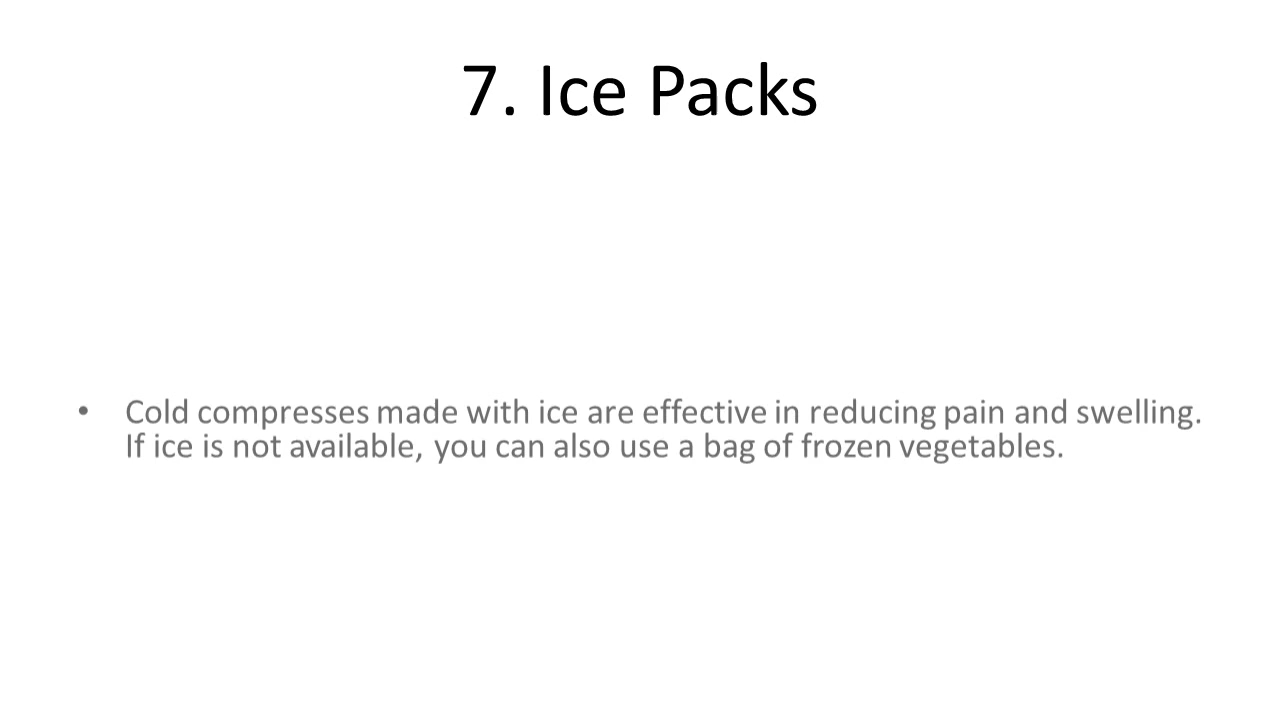 7. Ice Packs
• Cold compresses made with ice are effective in reducing pain and swelling.
If ice is not available, you can also use a bag of frozen vegetables.